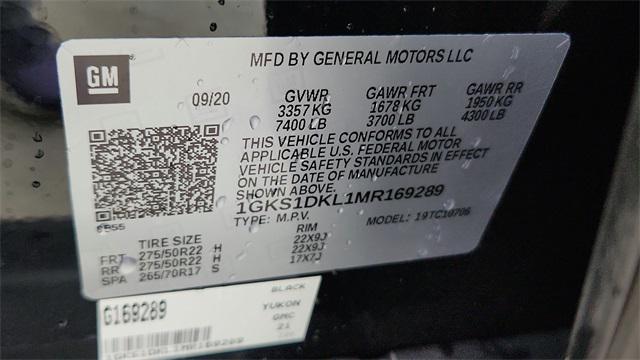 GM
MFD BY GENERAL MOTORS LLC
09/20
GVWR GAWR FRT GAWR RR
3357 KG 1678 KG 1950 KG
7400 LB 3700 LB 4300 LB
THIS VEHICLE CONFORMS TO ALL
APPLICABLE U.S. FEDERAL MOTOR
VEHICLE SAFETY STANDARDS IN EFFECT
ON THE DATE OF MANUFACTURE
SHOWN ABOVE.
1GKS1DKL1MR169289
TYPE: M.P.V. MODEL: 19TC10706
TIRE SIZE RIM
FRT 275/50R22 H 22X9J
RR 275/50R22 H 22X9J
SPA 265/70R17 S 17X7J
G169289
BLACK
YUKON
GMC
21
1GKS1DKL1MR169289